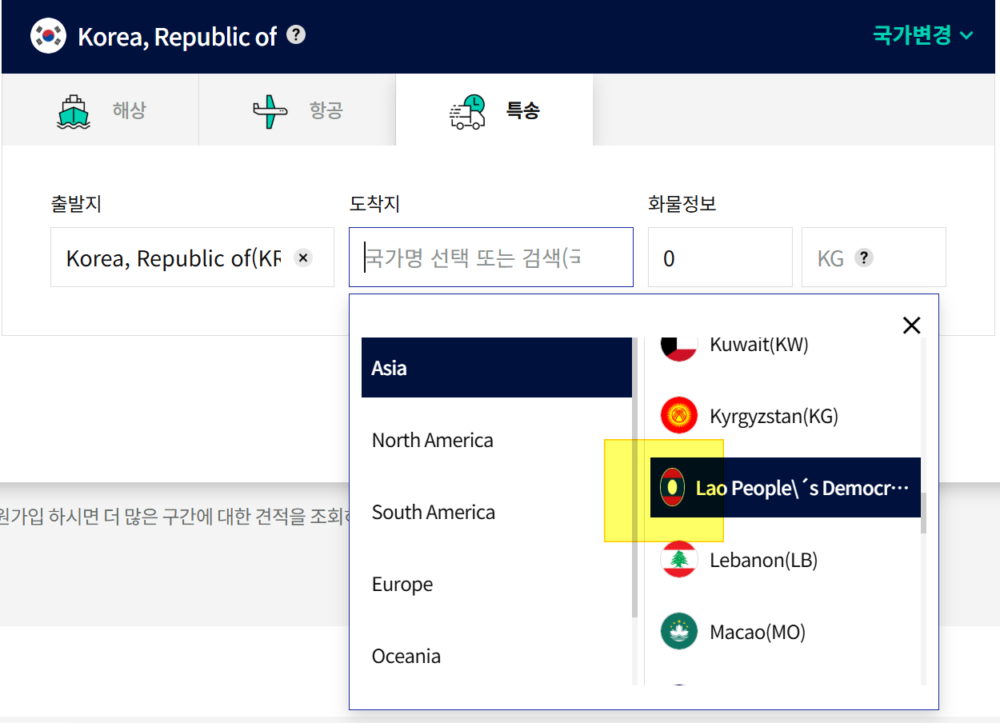 Korea, Republic of ?
국가변경
해상
항공
특송
출발지
도착지
화물정보
Korea, Republic of(KR
국가명 선택 또는 검색(
0
KG ?
Asia
North America
South America
Europe
Oceania
Kuwait(KW)
Kyrgyzstan(KG)
Lao People\´s Democr···
Lebanon(LB)
Macao(MO)
원가입 하시면 더 많은 구간에 대한 견적을 조회